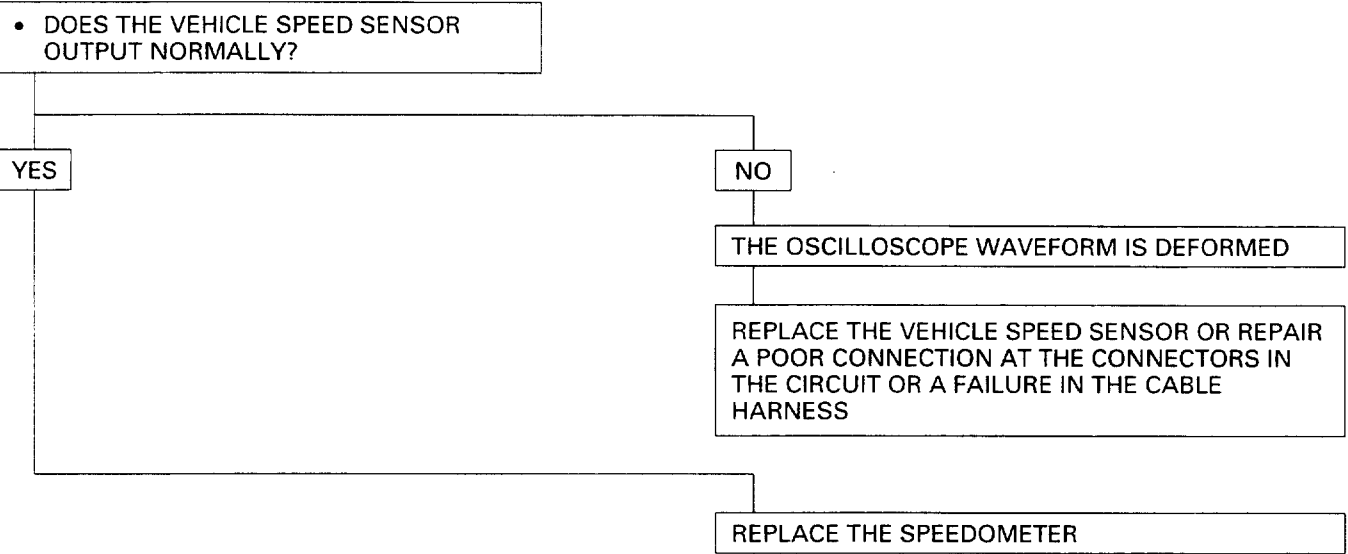 • DOES THE VEHICLE SPEED SENSOR
OUTPUT NORMALLY?
YES
NO
THE OSCILLOSCOPE WAVEFORM IS DEFORMED
REPLACE THE VEHICLE SPEED SENSOR OR REPAIR
A POOR CONNECTION AT THE CONNECTORS IN
THE CIRCUIT OR A FAILURE IN THE CABLE
HARNESS
REPLACE THE SPEEDOMETER